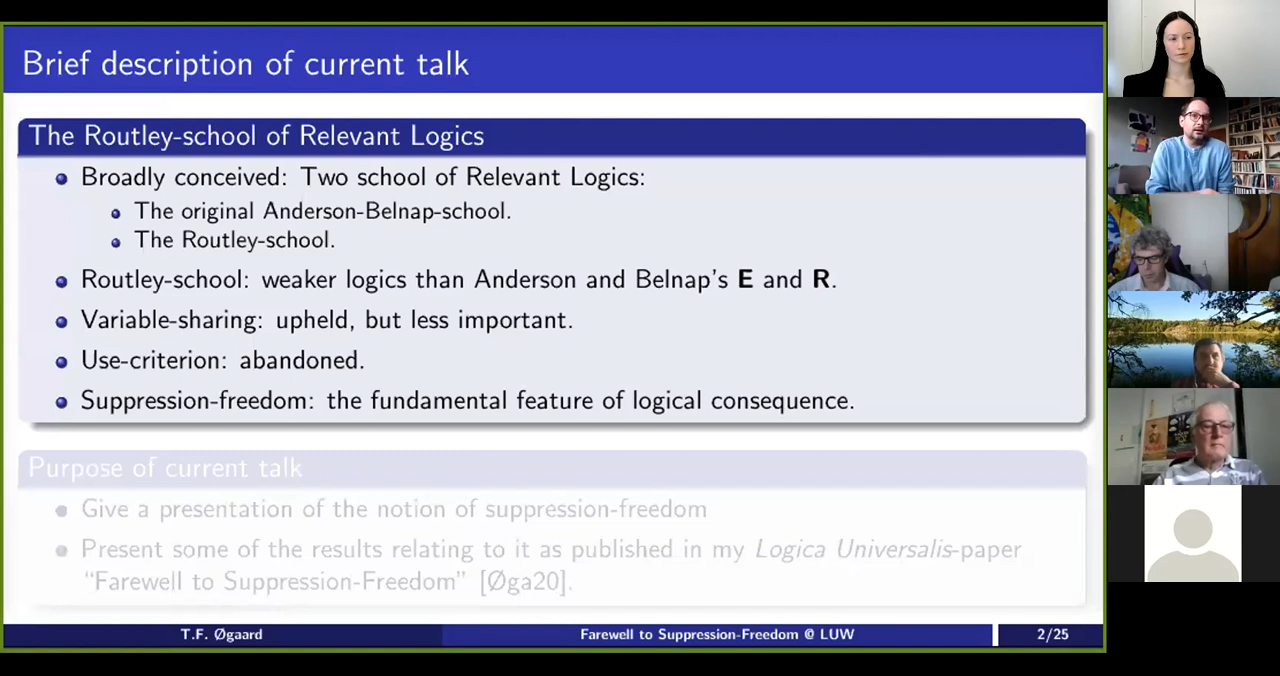 Brief description of current talk
The Routley-school of Relevant Logics
Broadly conceived: Two school of Relevant Logics:
The original Anderson-Belnap-school.
The Routley-school.
Routley-school: weaker logics than Anderson and Belnap's E and R.
Variable-sharing: upheld, but less important.
Use-criterion: abandoned.
Suppression-freedom: the fundamental feature of logical consequence.
Purpose of current talk
Give a presentation of the notion of suppression-freedom
Present some of the results relating to it as published in my Logica Universalis-paper
“Farewell to Suppression-Freedom” [Øga20].
T.F. Øgaard
Farewell to Suppression-Freedom @ LUW
2/25